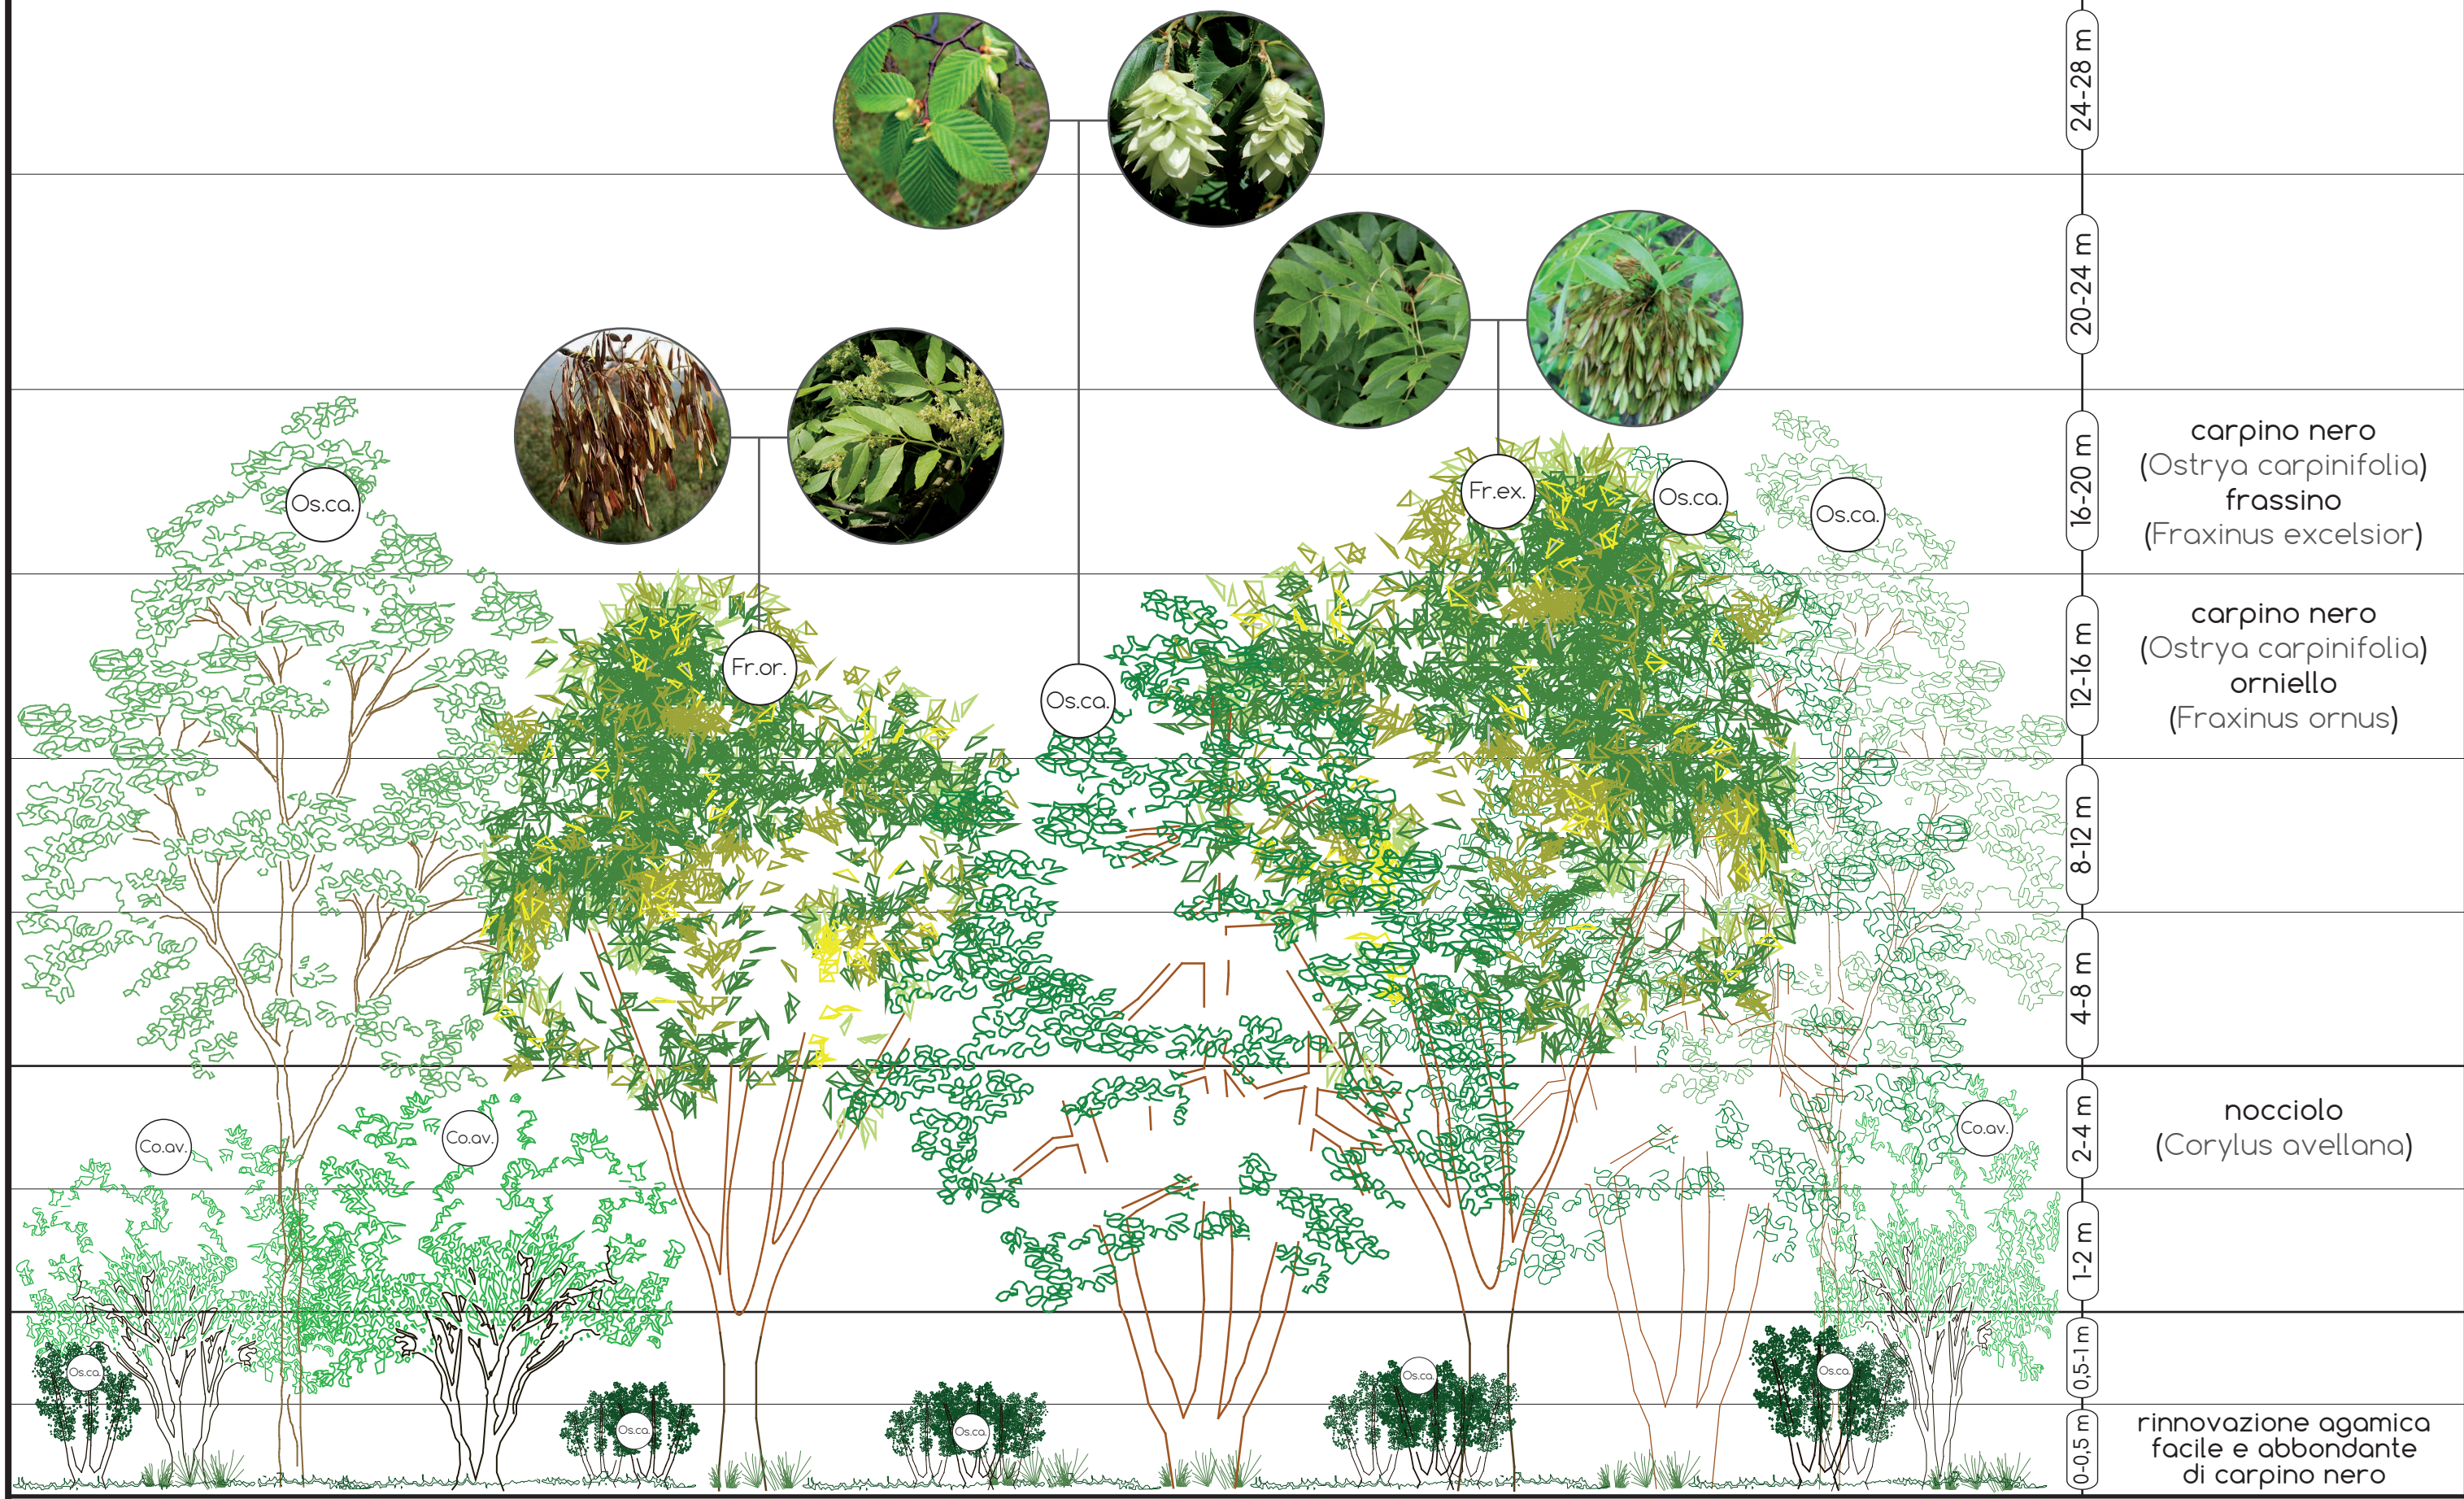 24-28 m
20-24 m
16-20 m
carpino nero
(Ostrya carpinifolia)
frassino
(Fraxinus excelsior)
Os.ca.
Fr.ex.
Os.ca.
Os.ca.
12-16 m
carpino nero
(Ostrya carpinifolia)
orniello
(Fraxinus ornus)
Fr.or.
Os.ca.
8-12 m
4-8 m
2-4 m
nocciolo
(Corylus avellana)
Co.av.
Co.av.
Co.av.
1-2 m
0,5-1 m
Os.ca.
Os.ca.
Os.ca.
Os.ca.
Os.ca.
0-0,5 m
rinnovazione agamica
facile e abbondante
di carpino nero